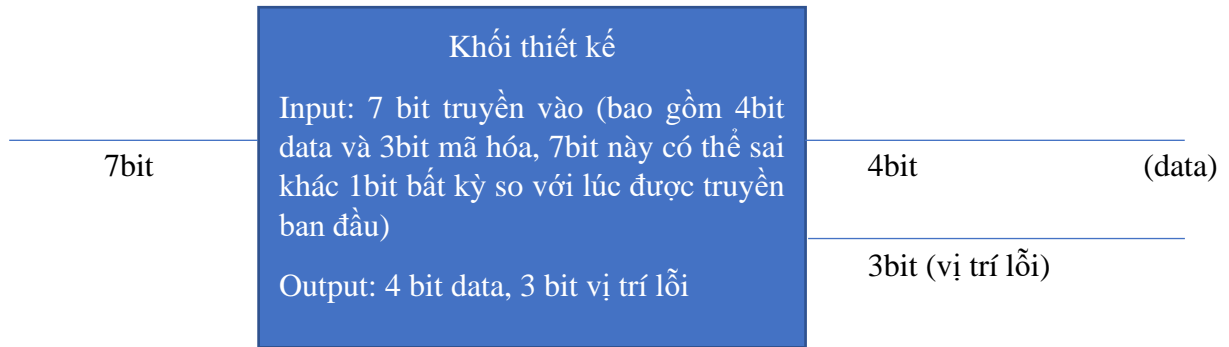 Khối thiết kế
Input: 7 bit truyền vào (bao gồm 4bit
data và 3bit mã hóa, 7bit này có thể sai
khác 1bit bất kỳ so với lúc được truyền
ban đầu)
Output: 4 bit data, 3 bit vị trí lỗi
7bit
4bit (data)
3bit (vị trí lỗi)